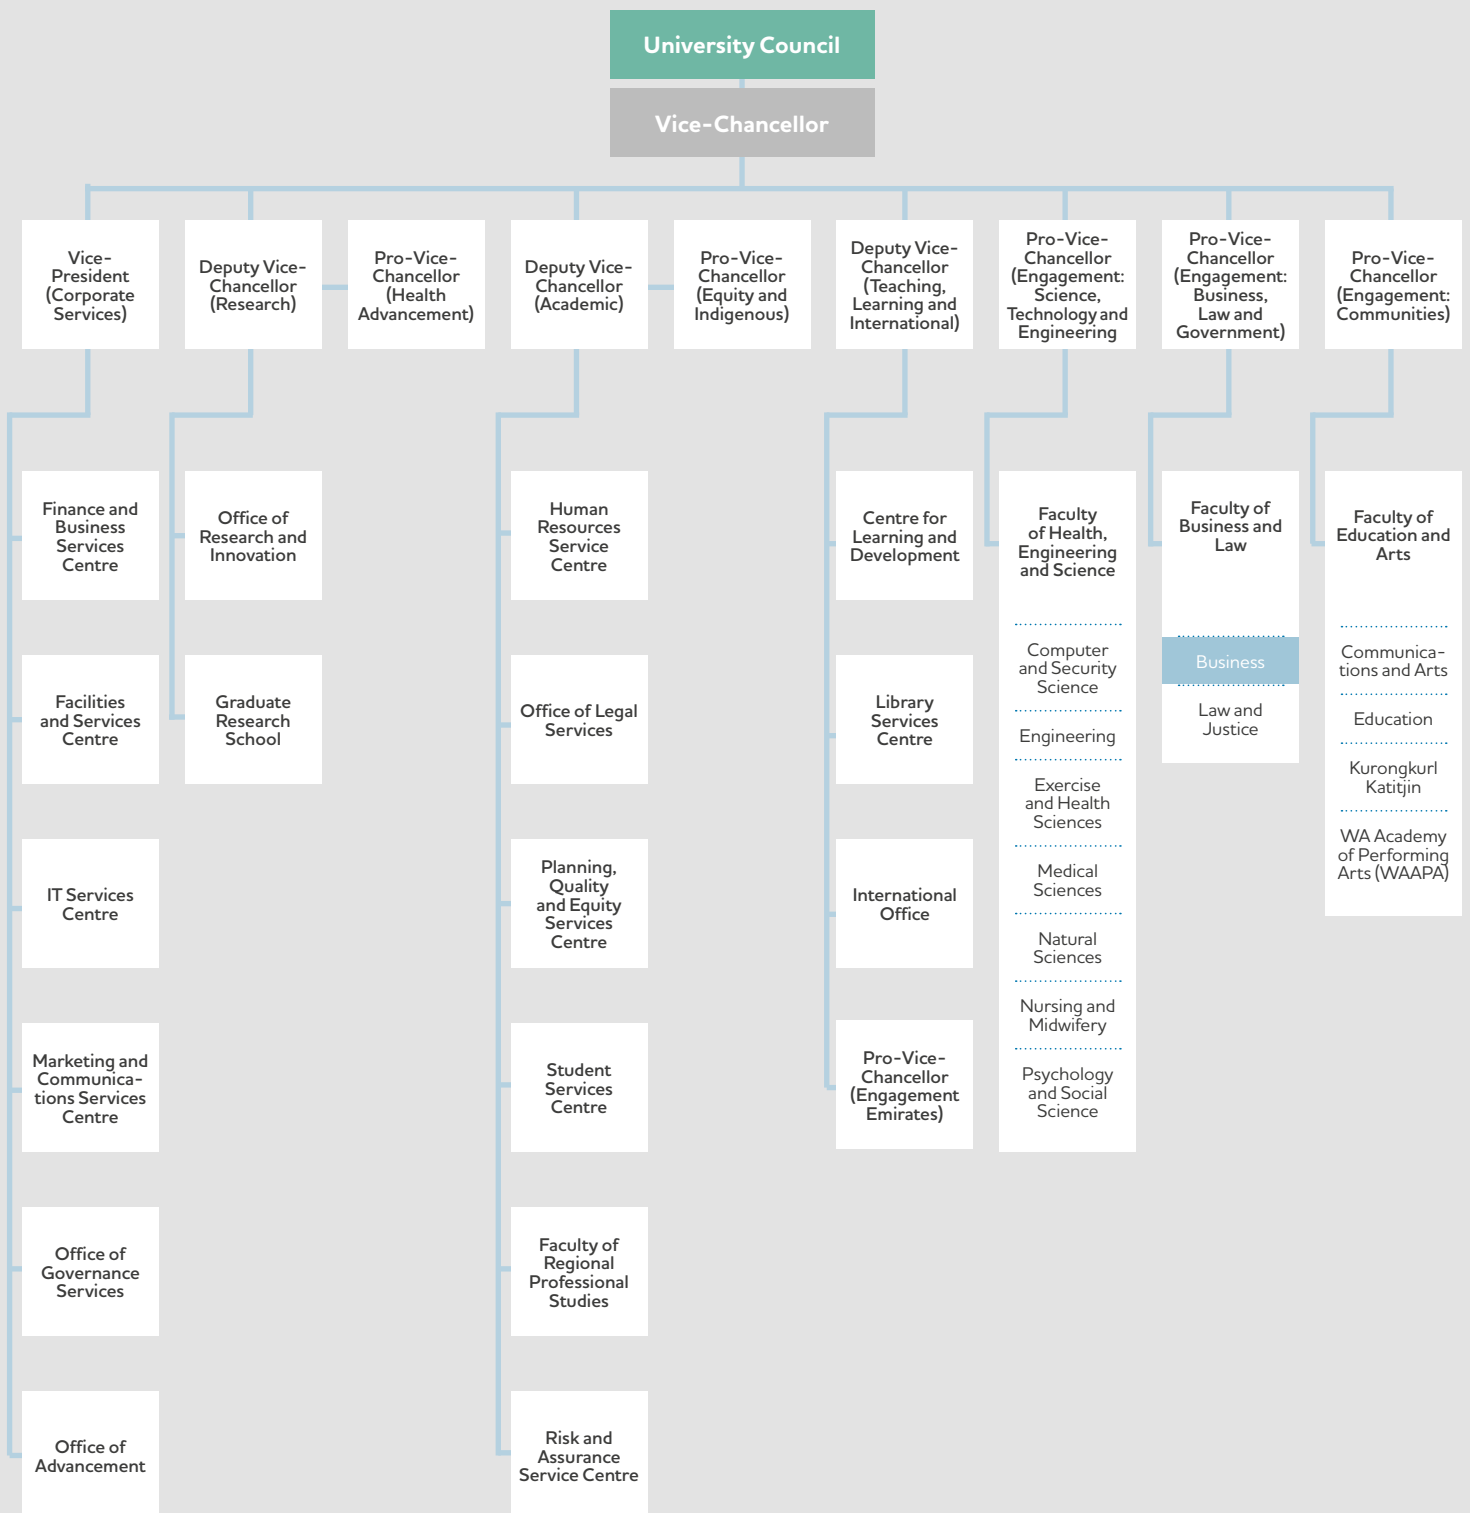 University Council
Vice-Chancellor
Vice-
President
(Corporate
Services)
Deputy Vice-
Chancellor
(Research)
Pro-Vice-
Chancellor
(Health
Advancement)
Deputy Vice-
Chancellor
(Academic)
Pro-Vice-
Chancellor
(Equity and
Indigenous)
Deputy Vice-
Chancellor
(Teaching,
Learning and
International)
Pro-Vice-
Chancellor
(Engagement:
Science,
Technology and
Engineering
Pro-Vice-
Chancellor
(Engagement:
Business,
Law and
Government)
Pro-Vice-
Chancellor
(Engagement:
Communities)
Finance and
Business
Services
Centre
Facilities
and Services
Centre
IT Services
Centre
Marketing and
Communica-
tions Services
Centre
Office of
Governance
Services
Office of
Advancement
Office of
Research and
Innovation
Graduate
Research
School
Human
Resources
Service
Centre
Office of Legal
Services
Planning,
Quality
and Equity
Services
Centre
Student
Services
Centre
Faculty of
Regional
Professional
Studies
Risk and
Assurance
Service Centre
Centre for
Learning and
Development
Library
Services
Centre
International
Office
Pro-Vice-
Chancellor
(Engagement
Emirates)
Faculty
of Health,
Engineering
and Science
Computer
and Security
Science
Engineering
Exercise
and Health
Sciences
Medical
Sciences
Natural
Sciences
Nursing and
Midwifery
Psychology
and Social
Science
Faculty of
Business and
Law
Business
Law and
Justice
Faculty of
Education and
Arts
Communica-
tions and Arts
Education
Kurongkurl
Katitjin
WA Academy
of Performing
Arts (WAAPA)